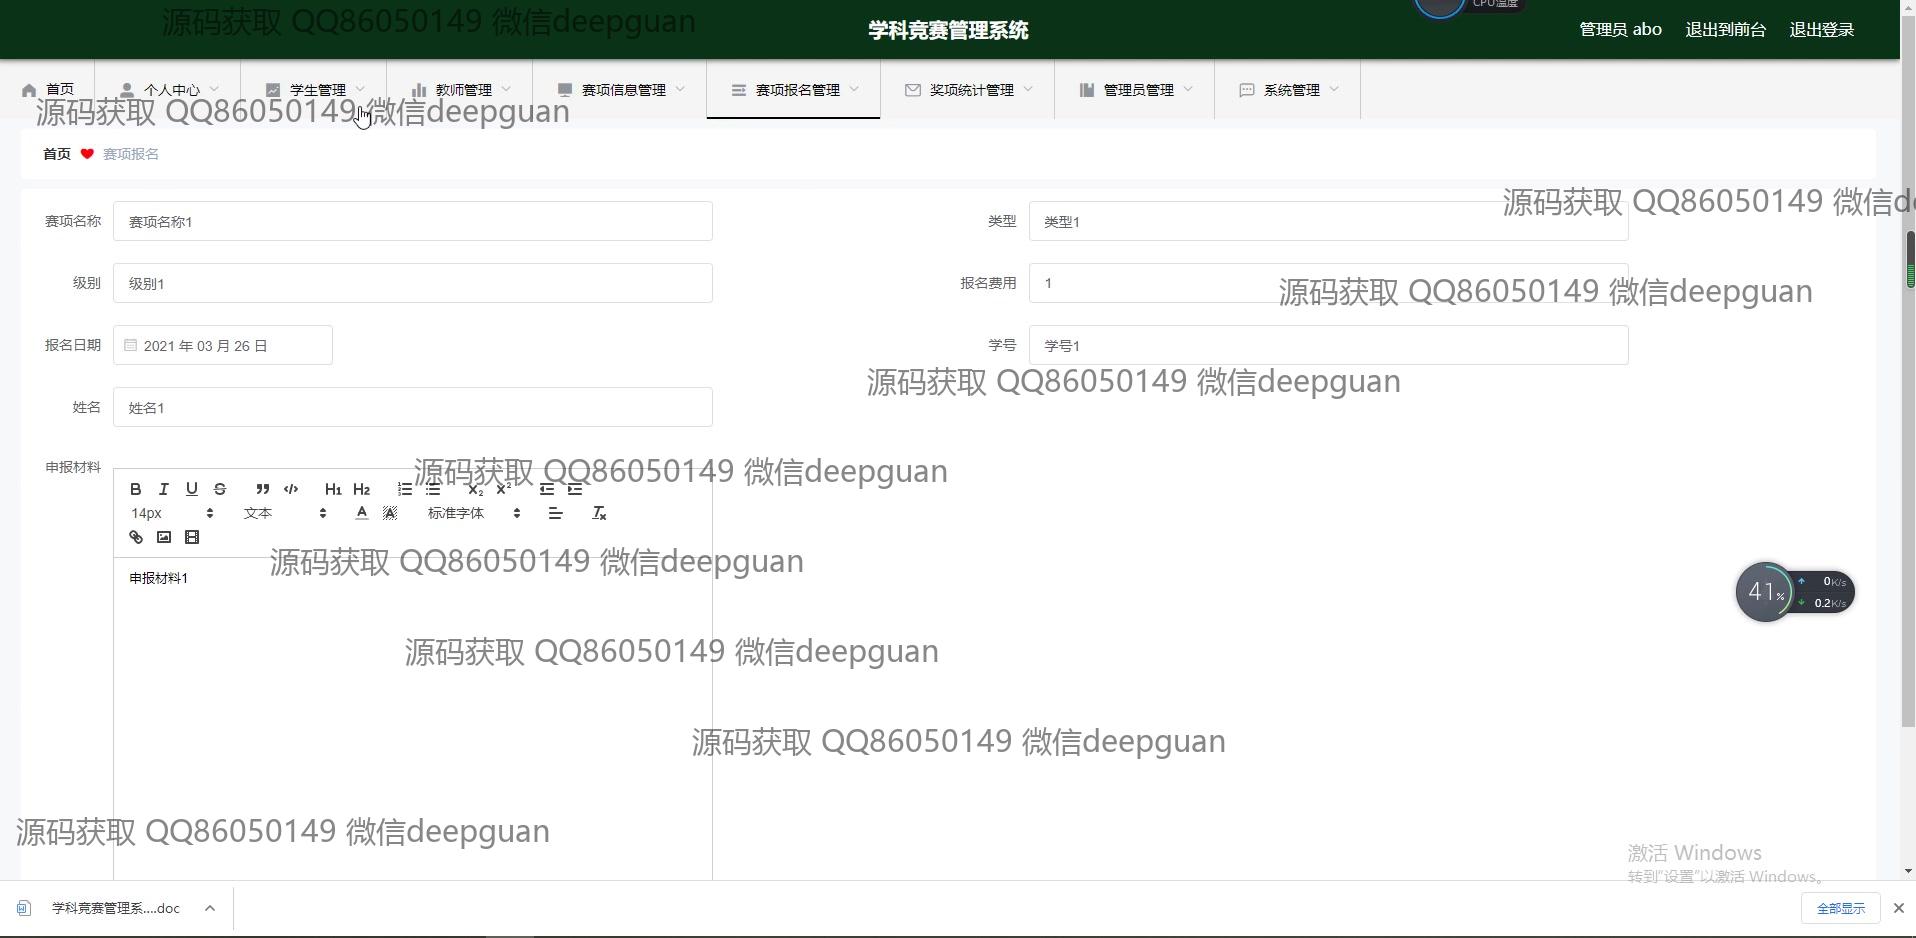 源码获取 QQ86050149 微信deepguan
学科竞赛管理系统
CPU温度
管理员 abo 退出到前台 退出登录
首页 个人中心 学生管理 教师管理 赛项信息管理 赛项报名管理 奖项统计管理 管理员管理 系统管理
源码获取 QQ86050149 微信deepguan
首页 赛项报名
源码获取 QQ86050149 微信d
赛项名称 赛项名称1 类型 类型1
级别 级别1 报名费用 1
源码获取 QQ86050149 微信deepguan
报名日期 2021 年 03 月 26 日 学号 学号1
源码获取 QQ86050149 微信deepguan
姓名 姓名1
申报材料
源码获取 QQ86050149 微信deepguan
B I U S H1 H2 X2 X2
14px 文本 A A 标准字体 Tx
源码获取 QQ86050149 微信deepguan
申报材料1
41% 0K/s
0.2K/s
源码获取 QQ86050149 微信deepguan
源码获取 QQ86050149 微信deepguan
源码获取 QQ86050149 微信deepguan
激活 Windows
转到"设置"以激活 Windows。
学科竞赛管理系....doc 全部显示